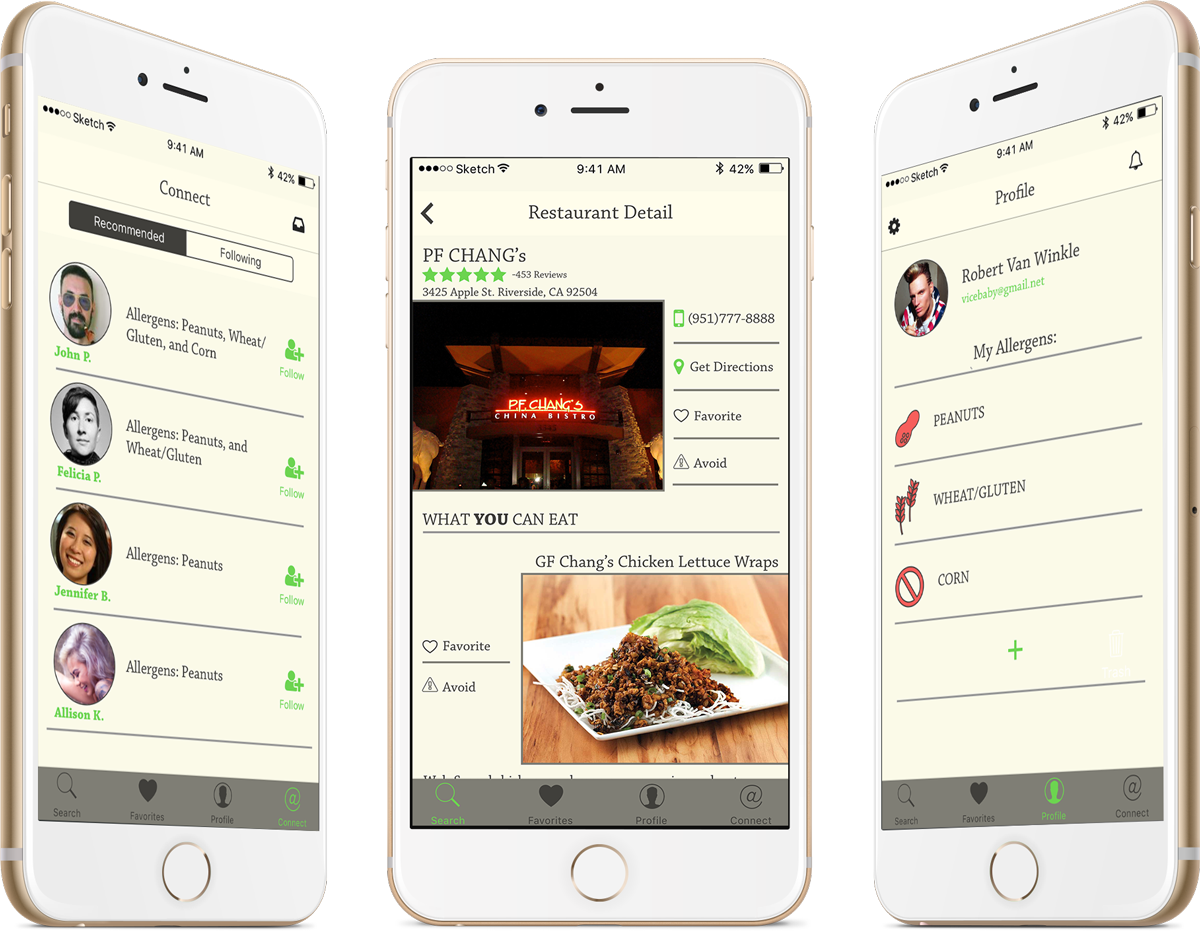 ●●●○○ Sketch
9:41 AM
42%
Connect
Recommended
Following
John P.
Allergens: Peanuts, Wheat/
Gluten, and Corn
Follow
Felicia P.
Allergens: Peanuts, and
Wheat/Gluten
Follow
Jennifer B.
Allergens: Peanuts
Follow
Allison K.
Allergens: Peanuts
Follow
Search
Favorites
Profile
@
Connect
●●●○○ Sketch
9:41 AM
42%
Restaurant Detail
PF CHANG's
-453 Reviews
3425 Apple St. Riverside, CA 92504
P.F. CHANG'S
CHINA BISTRO
(951)777-8888
Get Directions
Favorite
Avoid
WHAT YOU CAN EAT
GF Chang's Chicken Lettuce Wraps
Favorite
Avoid
Search
Favorites
Profile
@
Connect
●●●○○ Sketch
9:41 AM
42%
Profile
Robert Van Winkle
vicebaby@gmail.net
My Allergens:
PEANUTS
WHEAT/GLUTEN
CORN
+
Search
Favorites
Profile
@
Connect